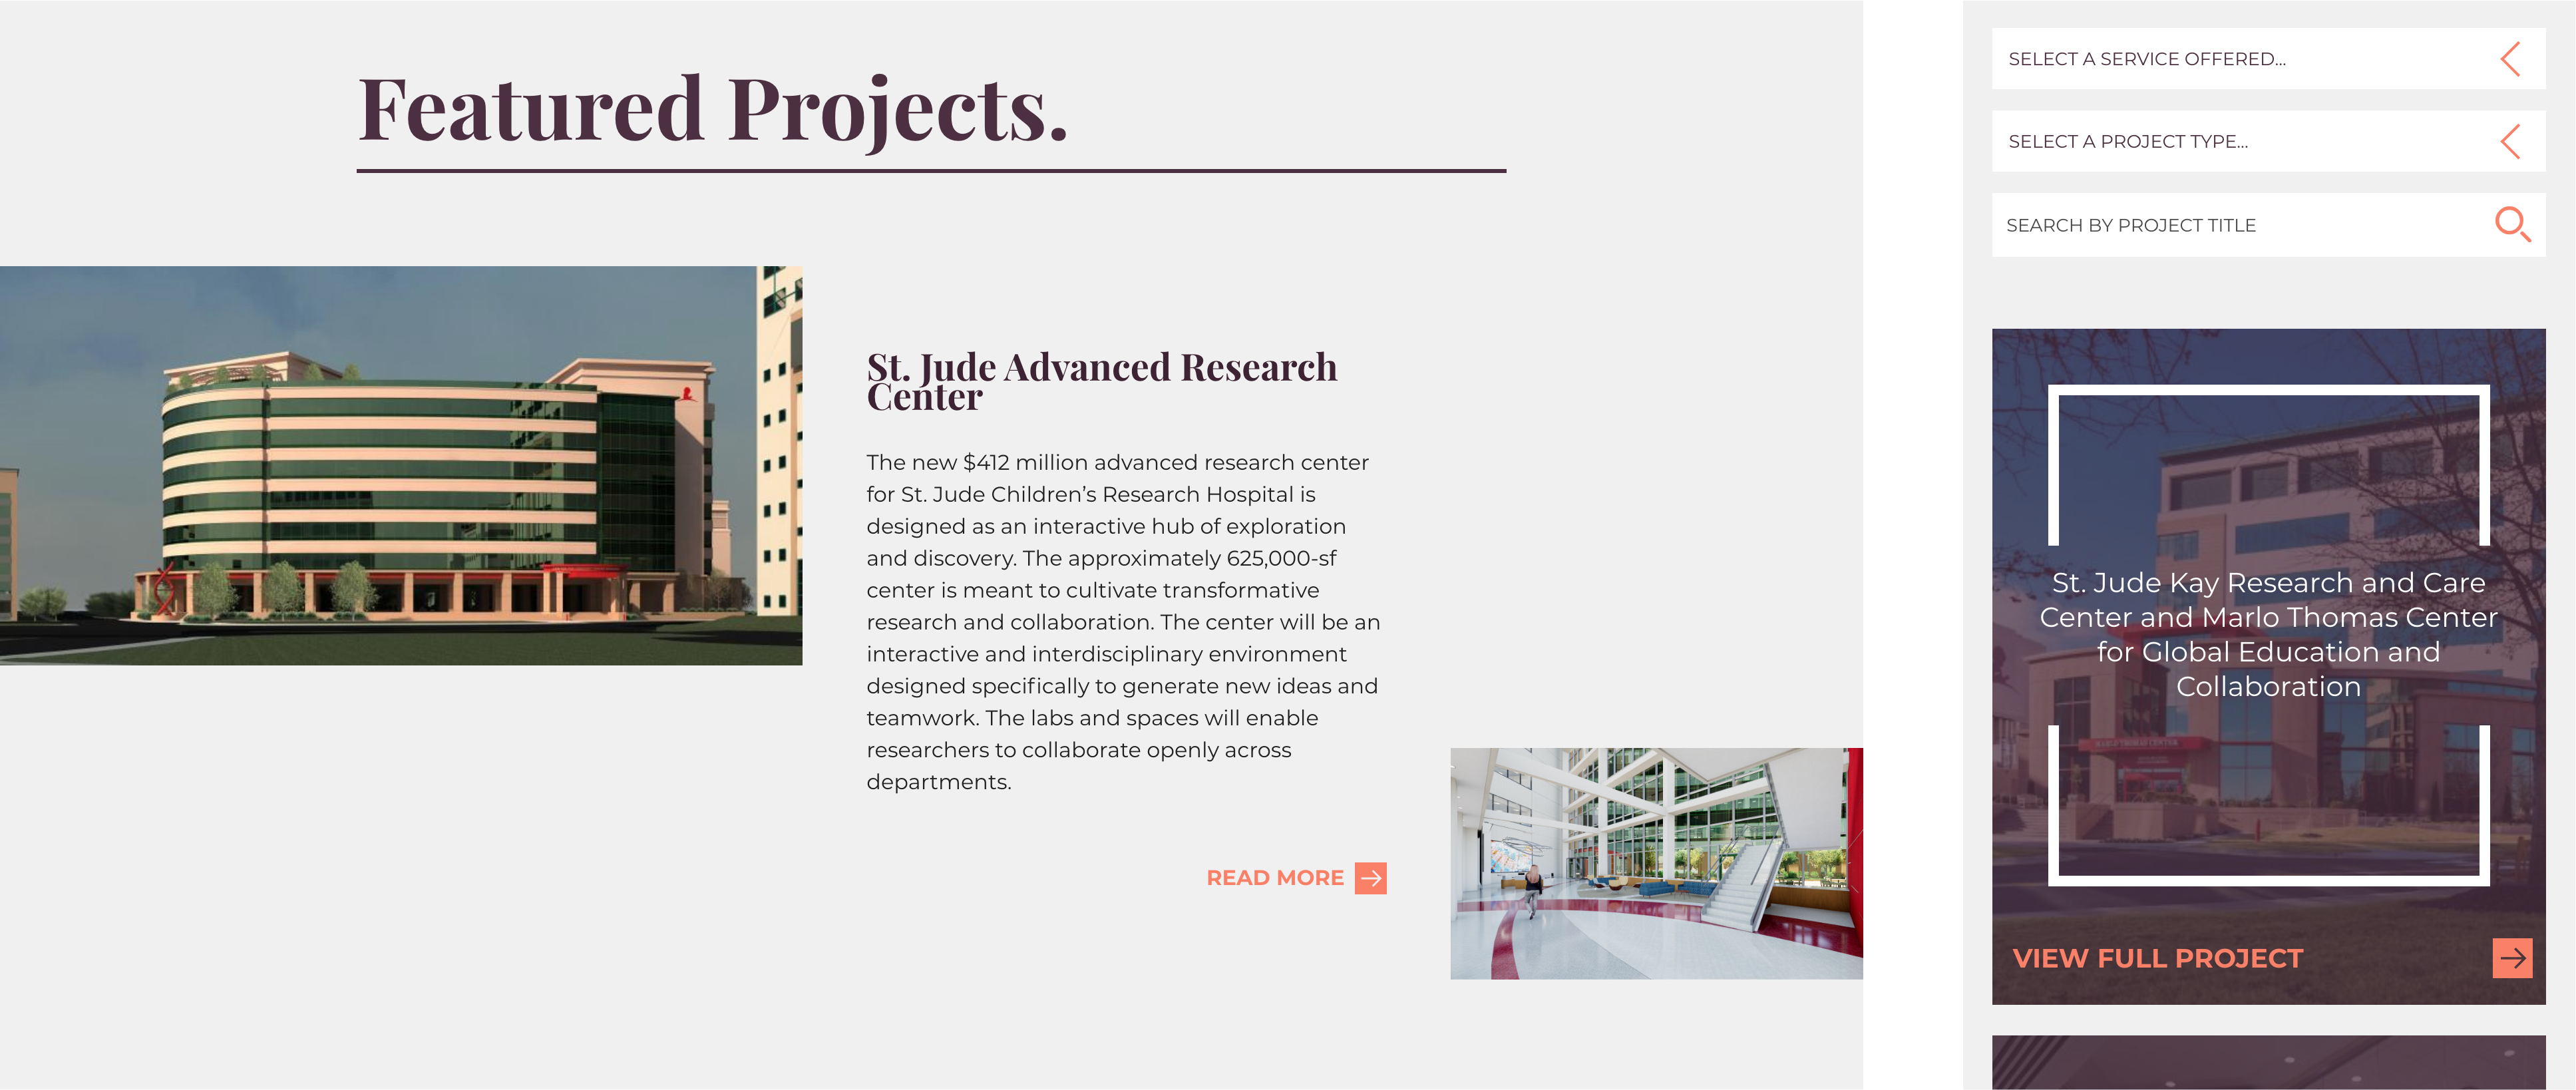 Featured Projects.
St. Jude Advanced Research
Center
The new $412 million advanced research center
for St. Jude Children’s Research Hospital is
designed as an interactive hub of exploration
and discovery. The approximately 625,000-sf
center is meant to cultivate transformative
research and collaboration. The center will be an
interactive and interdisciplinary environment
designed specifically to generate new ideas and
teamwork. The labs and spaces will enable
researchers to collaborate openly across
departments.
READ MORE
SELECT A SERVICE OFFERED...
SELECT A PROJECT TYPE...
SEARCH BY PROJECT TITLE
St. Jude Kay Research and Care
Center and Marlo Thomas Center
for Global Education and
Collaboration
MARLO THOMAS CENTER
VIEW FULL PROJECT